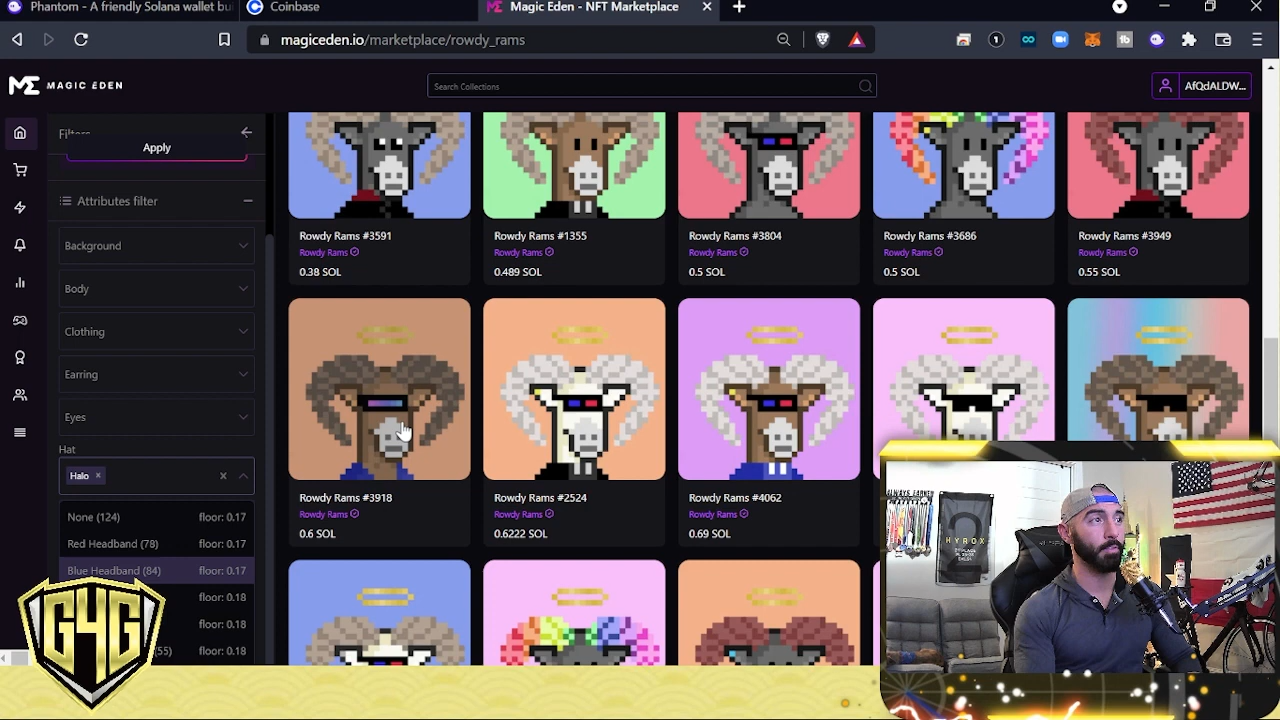 Phantom - A friendly Solana wallet bui
Coinbase
Magic Eden - NFT Marketplace
magiceden.io/marketplace/rowdy_rams
MAGIC EDEN
Search Collections
AfQdALDW...
Filters
Apply
Attributes filter
Background
Body
Clothing
Earring
Eyes
Hat
Halo
None (124) floor: 0.17
Red Headband (78) floor: 0.17
Blue Headband (84) floor: 0.17
floor: 0.18
floor: 0.18
(55) floor: 0.18
Rowdy Rams #3591
Rowdy Rams
0.38 SOL
Rowdy Rams #1355
Rowdy Rams
0.489 SOL
Rowdy Rams #3804
Rowdy Rams
0.5 SOL
Rowdy Rams #3686
Rowdy Rams
0.5 SOL
Rowdy Rams #3949
Rowdy Rams
0.55 SOL
Rowdy Rams #3918
Rowdy Rams
0.6 SOL
Rowdy Rams #2524
Rowdy Rams
0.6222 SOL
Rowdy Rams #4062
Rowdy Rams
0.69 SOL
G4G
HYROX